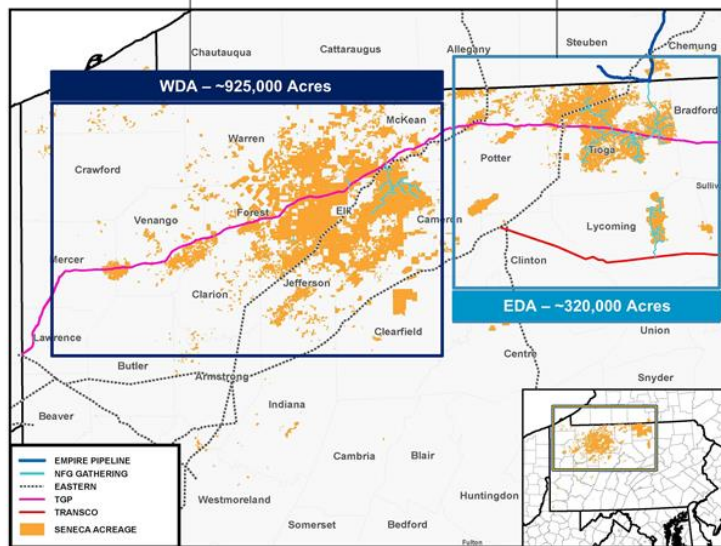 Chautauqua
Cattaraugus
Allegany
Steuben
Chemung
WDA – ~925,000 Acres
McKean
Warren
Bradford
Crawford
Potter
Tioga
Venango
Forest
Elk
Cameron
Lycoming
Mercer
Clinton
Jefferson
Clarion
EDA – ~320,000 Acres
Clearfield
Lawrence
Union
Centre
Butler
Armstrong
Snyder
Beaver
Indiana
Cambria
Blair
Huntingdon
Westmoreland
Somerset
Bedford
Fulton
EMPIRE PIPELINE
NFG GATHERING
EASTERN
TGP
TRANSCO
SENECA ACREAGE